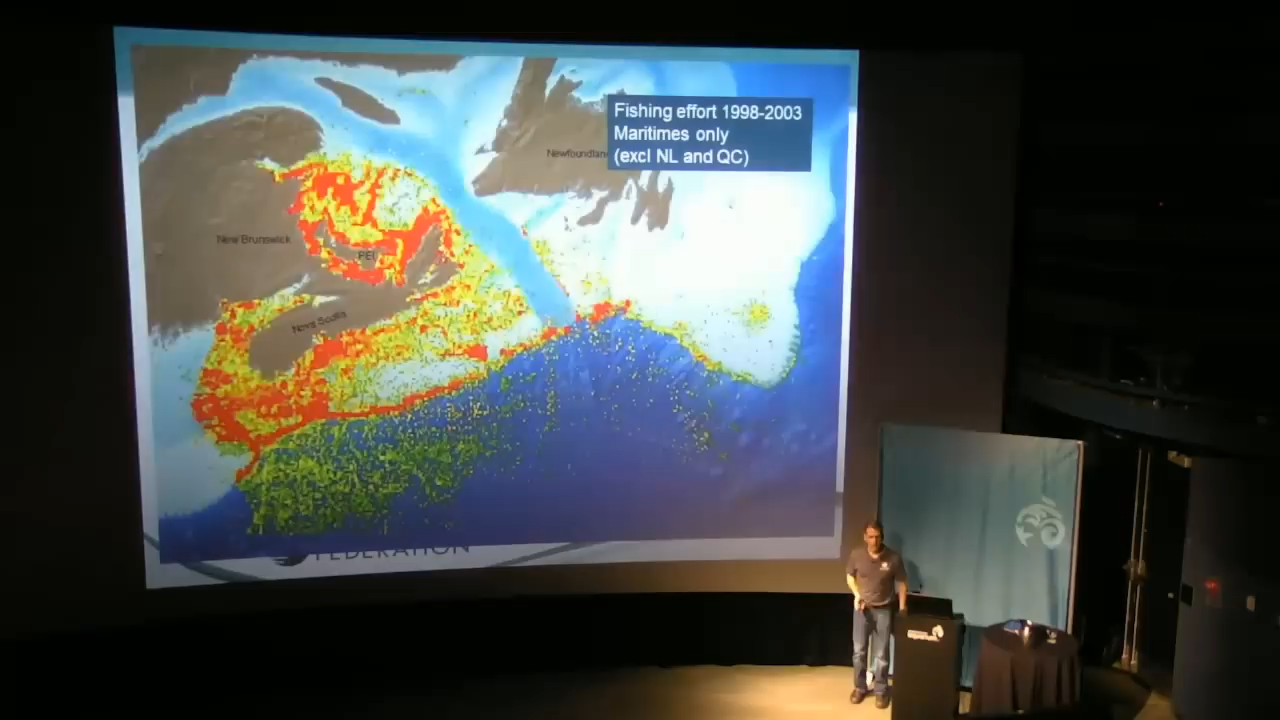 Fishing effort 1998-2003
Maritimes only
(excl NL and QC)
Newfoundlan
New Brunswick
PEI
Nova Scotia
FEDERATION